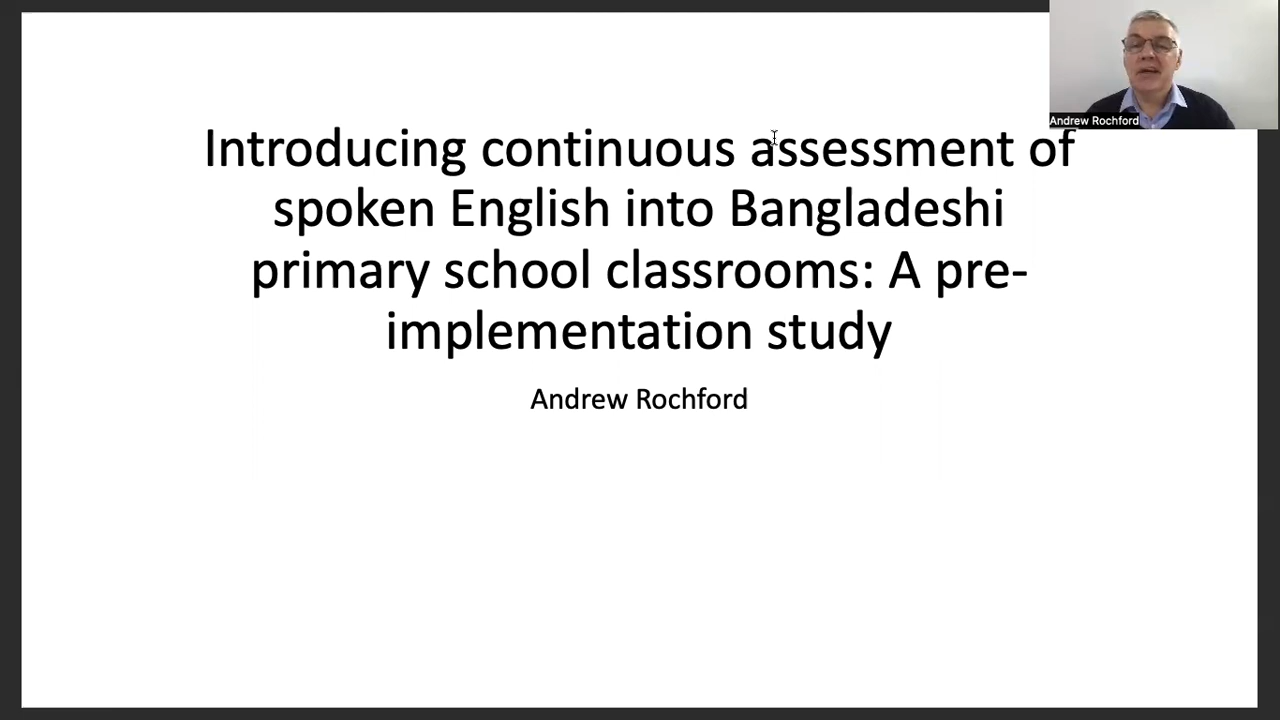 Andrew Rochford
Introducing continuous assessment of
spoken English into Bangladeshi
primary school classrooms: A pre-
implementation study
Andrew Rochford